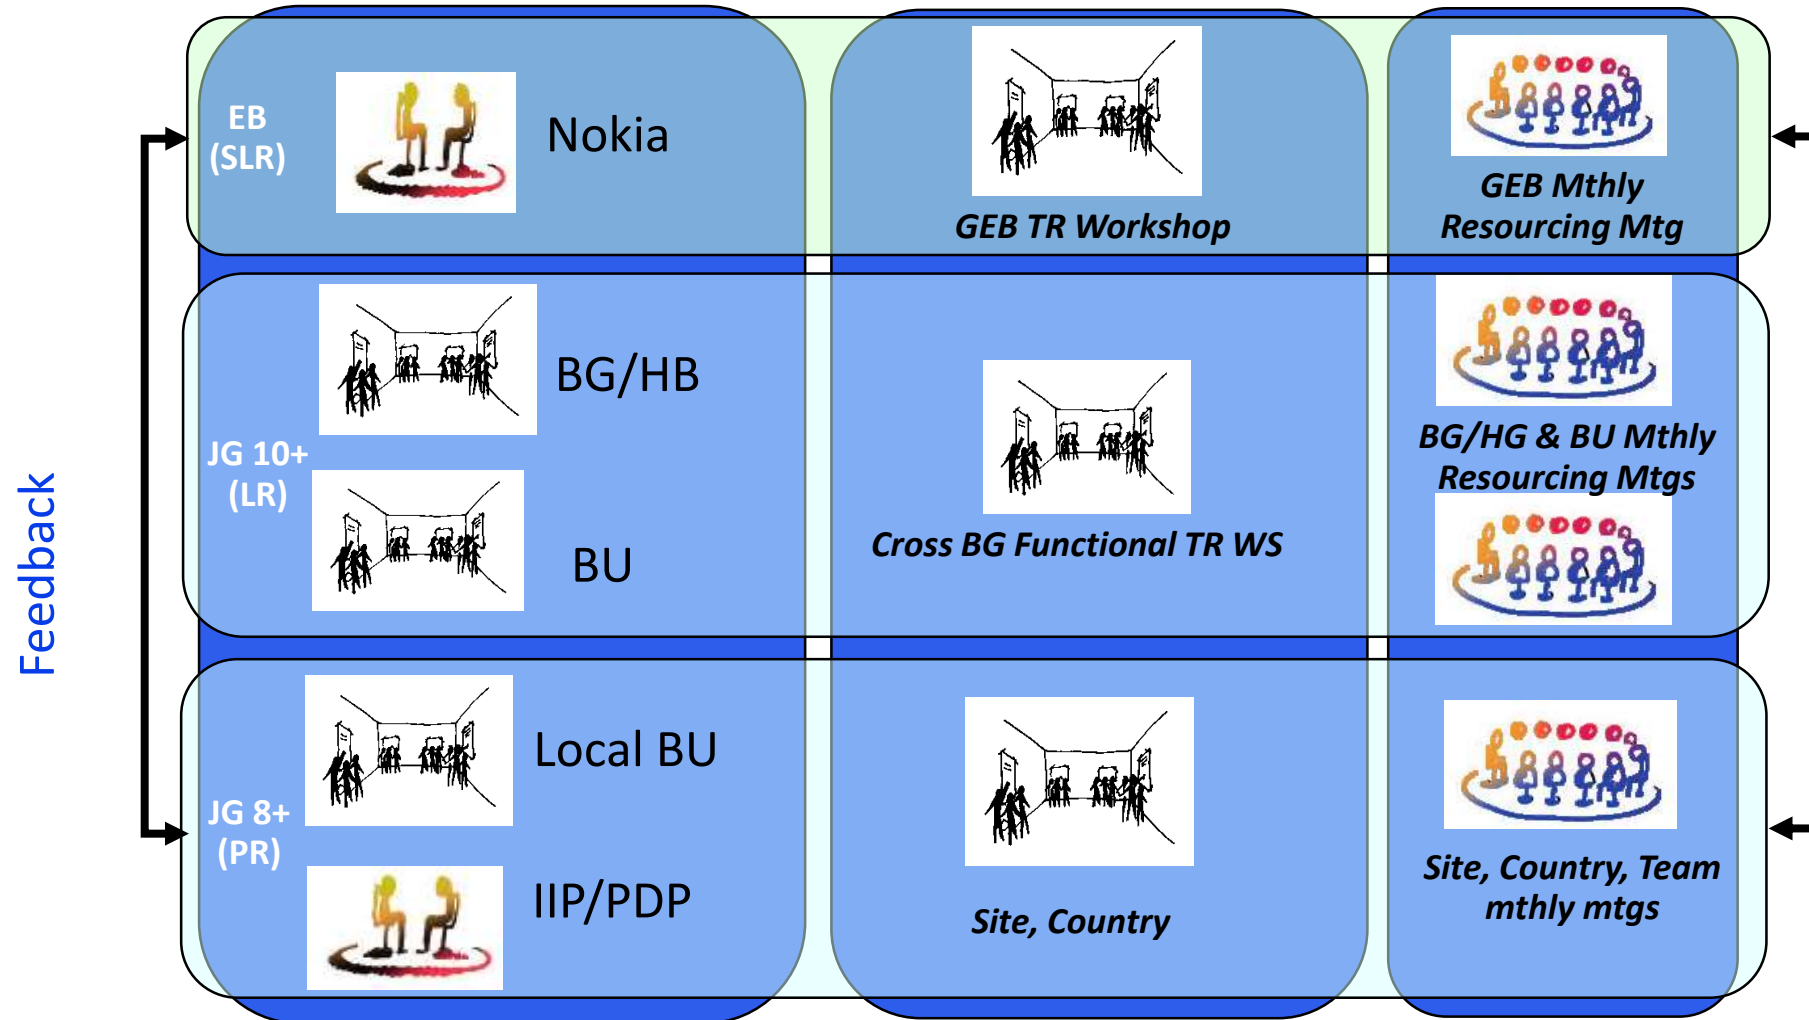 Feedback
EB
(SLR)
Nokia
GEB TR Workshop
GEB Mthly
Resourcing Mtg
JG 10+
(LR)
BG/HB
BU
Cross BG Functional TR WS
BG/HG & BU Mthly
Resourcing Mtgs
JG 8+
(PR)
Local BU
IIP/PDP
Site, Country
Site, Country, Team
mthly mtgs